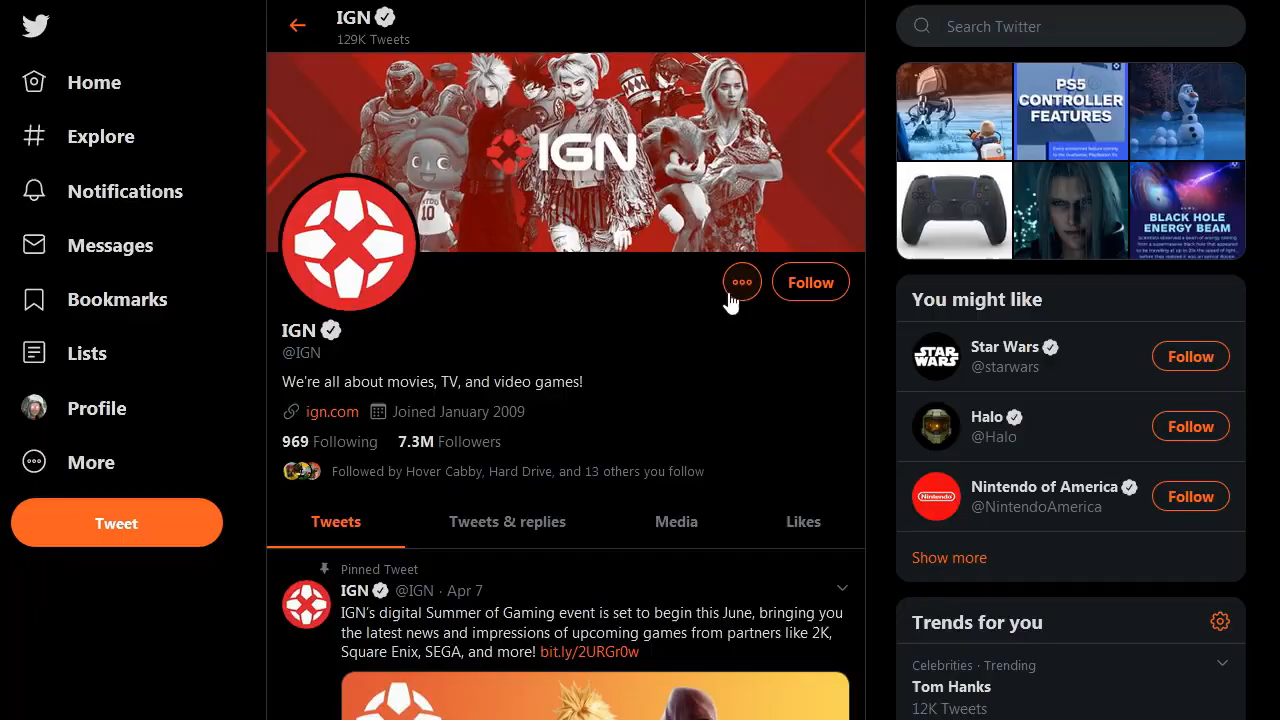 Home
Explore
Notifications
Messages
Bookmarks
Lists
Profile
More
Tweet
IGN
129K Tweets
IGN
10
Follow
IGN
@IGN
We're all about movies, TV, and video games!
ign.com Joined January 2009
969 Following 7.3M Followers
Followed by Hover Cabby, Hard Drive, and 13 others you follow
Tweets Tweets & replies Media Likes
Pinned Tweet
IGN @IGN · Apr 7
IGN's digital Summer of Gaming event is set to begin this June, bringing you
the latest news and impressions of upcoming games from partners like 2K,
Square Enix, SEGA, and more! bit.ly/2URGr0w
Search Twitter
PS5
CONTROLLER
FEATURES
BLACK HOLE
ENERGY BEAM
You might like
STAR WARS
Star Wars
@starwars
Follow
Halo
@Halo
Follow
Nintendo
Nintendo of America
@NintendoAmerica
Follow
Show more
Trends for you
Celebrities · Trending
Tom Hanks
12K Tweets